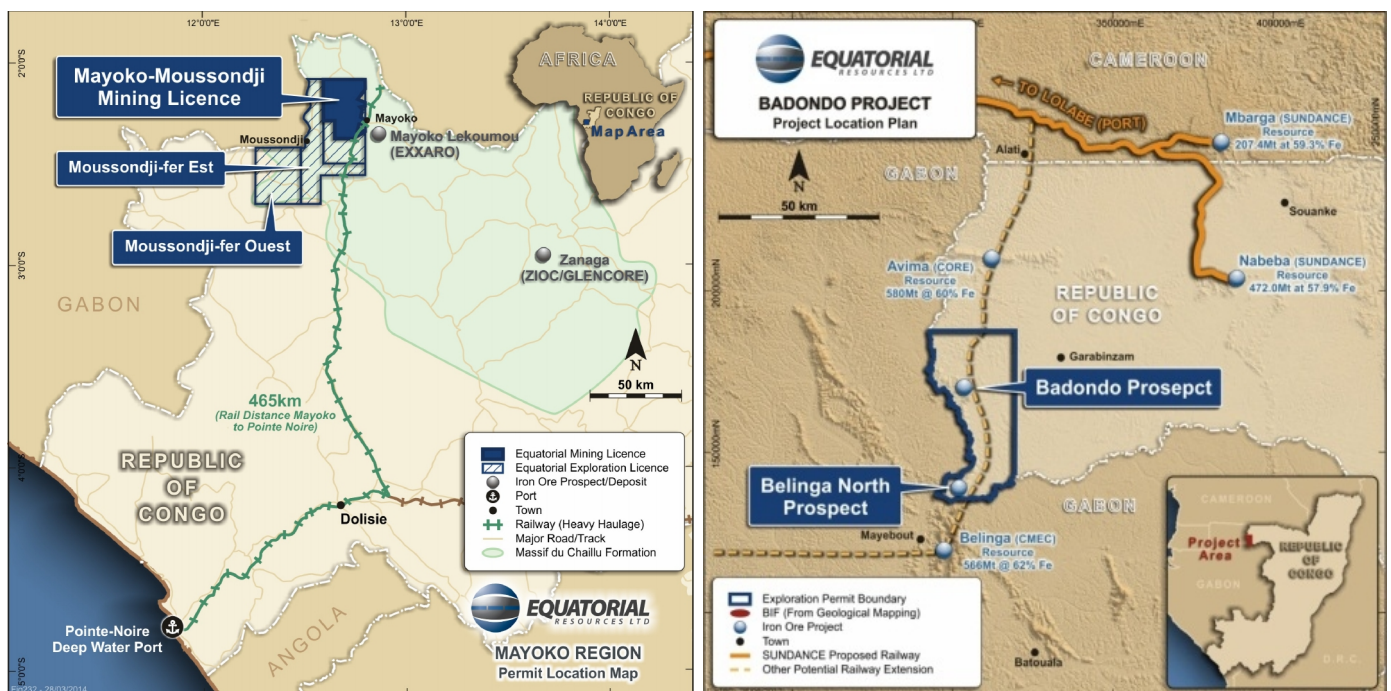 12°0'0"E
13°0'0"E
14°0'0"E
2°0'0"S
3°0'0"S
4°0'0"S
5°0'0"S
Mayoko-Moussondji
Mining Licence
Moussondji
Mayoko
Mayoko Lekoumou
(EXXARO)
Moussondji-fer Est
Moussondji-fer Ouest
AFRICA
REPUBLIC OF
CONGO
Map Area
Zanaga
(ZIOC/GLENCORE)
GABON
N
50 km
465km
(Rail Distance Mayoko
to Pointe Noire)
REPUBLIC
OF
CONGO
Dolisie
Pointe-Noire
Deep Water Port
ANGOLA
Equatorial Mining Licence
Equatorial Exploration Licence
Iron Ore Prospect/Deposit
Port
Town
Railway (Heavy Haulage)
Major Road/Track
Massif du Chaillu Formation
EQUATORIAL
RESOURCES LTD
MAYOKO REGION
Permit Location Map
Fig232 - 28/03/2014
EQUATORIAL
RESOURCES LTD
BADONDO PROJECT
Project Location Plan
350000mE
400000mE
250000mN
200000mN
150000mN
CAMEROON
TO LOLABE (PORT)
Mbarga (SUNDANCE)
Resource
207.4Mt at 59.3% Fe
Alati
GABON
N
50 km
Souanke
Avima (CORE)
Resource
580Mt @ 60% Fe
Nabeba (SUNDANCE)
Resource
472.0Mt at 57.9% Fe
REPUBLIC
OF CONGO
Garabinzam
Badondo Prosepct
Belinga North
Prospect
GABON
Mayebout
Belinga (CMEC)
Resource
566Mt @ 62% Fe
Exploration Permit Boundary
BIF (From Geological Mapping)
Iron Ore Project
Town
SUNDANCE Proposed Railway
Other Potential Railway Extension
Batouala
CAMEROON
Project
Area
REPUBLIC
OF
CONGO
GABON
D.R.C.